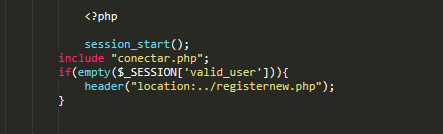 <?php
session_start();
include "conectar.php";
if(empty($_SESSION['valid_user'])){
header("location:../registernew.php");
}